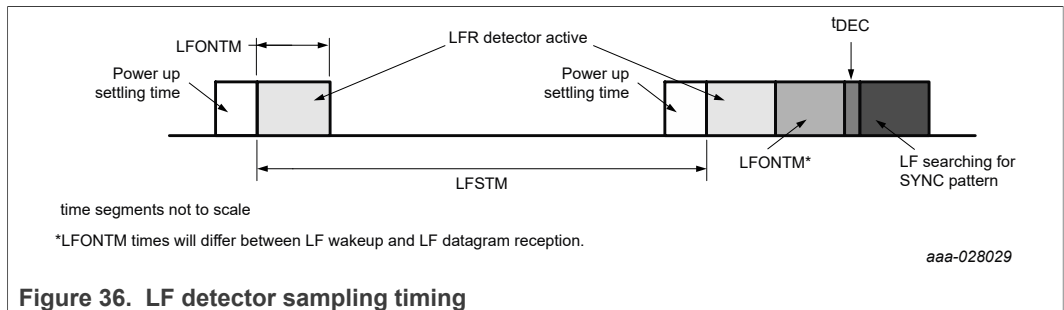 tDEC
LFONTM
LFR detector active
Power up
settling time
Power up
settling time
LFONTM*
LF searching for
SYNC pattern
LFSTM
time segments not to scale
*LFONTM times will differ between LF wakeup and LF datagram reception.
aaa-028029
Figure 36. LF detector sampling timing